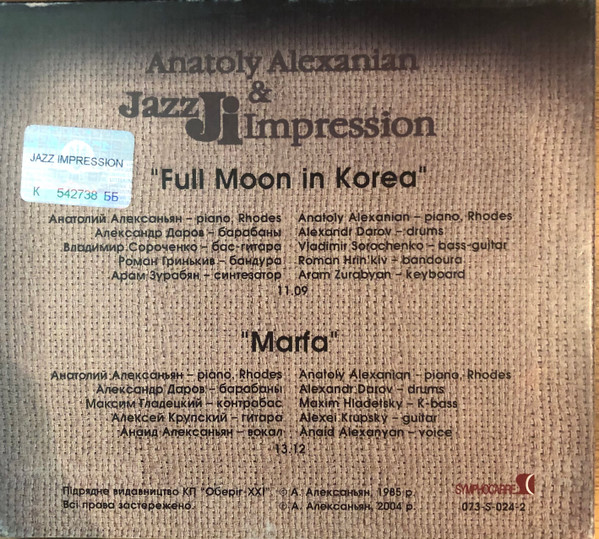 Anatoly Alexanian
&
Jazz Ji Impression
JAZZ IMPRESSION
К 542738 ББ
"Full Moon in Korea"
Анатолий Алексаньян – piano, Rhodes Anatoly Alexanian – piano, Rhodes
Александр Даров – барабаны Alexandr Darov – drums
Владимир Сороченко – бас-гитара Vladimir Sorochenko – bass-guitar
Роман Гринькив – бандура Roman Hrin'kiv – bandoura
Арам Зурабян – синтезатор Aram Zurabyan – keyboard
11.09
"Marfa"
Анатолий Алексаньян – piano, Rhodes Anatoly Alexanian – piano, Rhodes
Александр Даров – барабаны Alexandr Darov – drums
Максим Гладецкий – контрабас Maxim Hladetsky – K-bass
Алексей Крупский – гитара Alexei Krupsky – guitar
Анаид Алексаньян – вокал Anaid Alexanyan – voice
13.12
Підрядне видавництво КП "Оберіг-XXI". ℗ А. Алексаньян, 1985 р.
Всі права застережено. ℗ А. Алексаньян, 2004 р.
SYMPHOCARRE
073-S-024-2